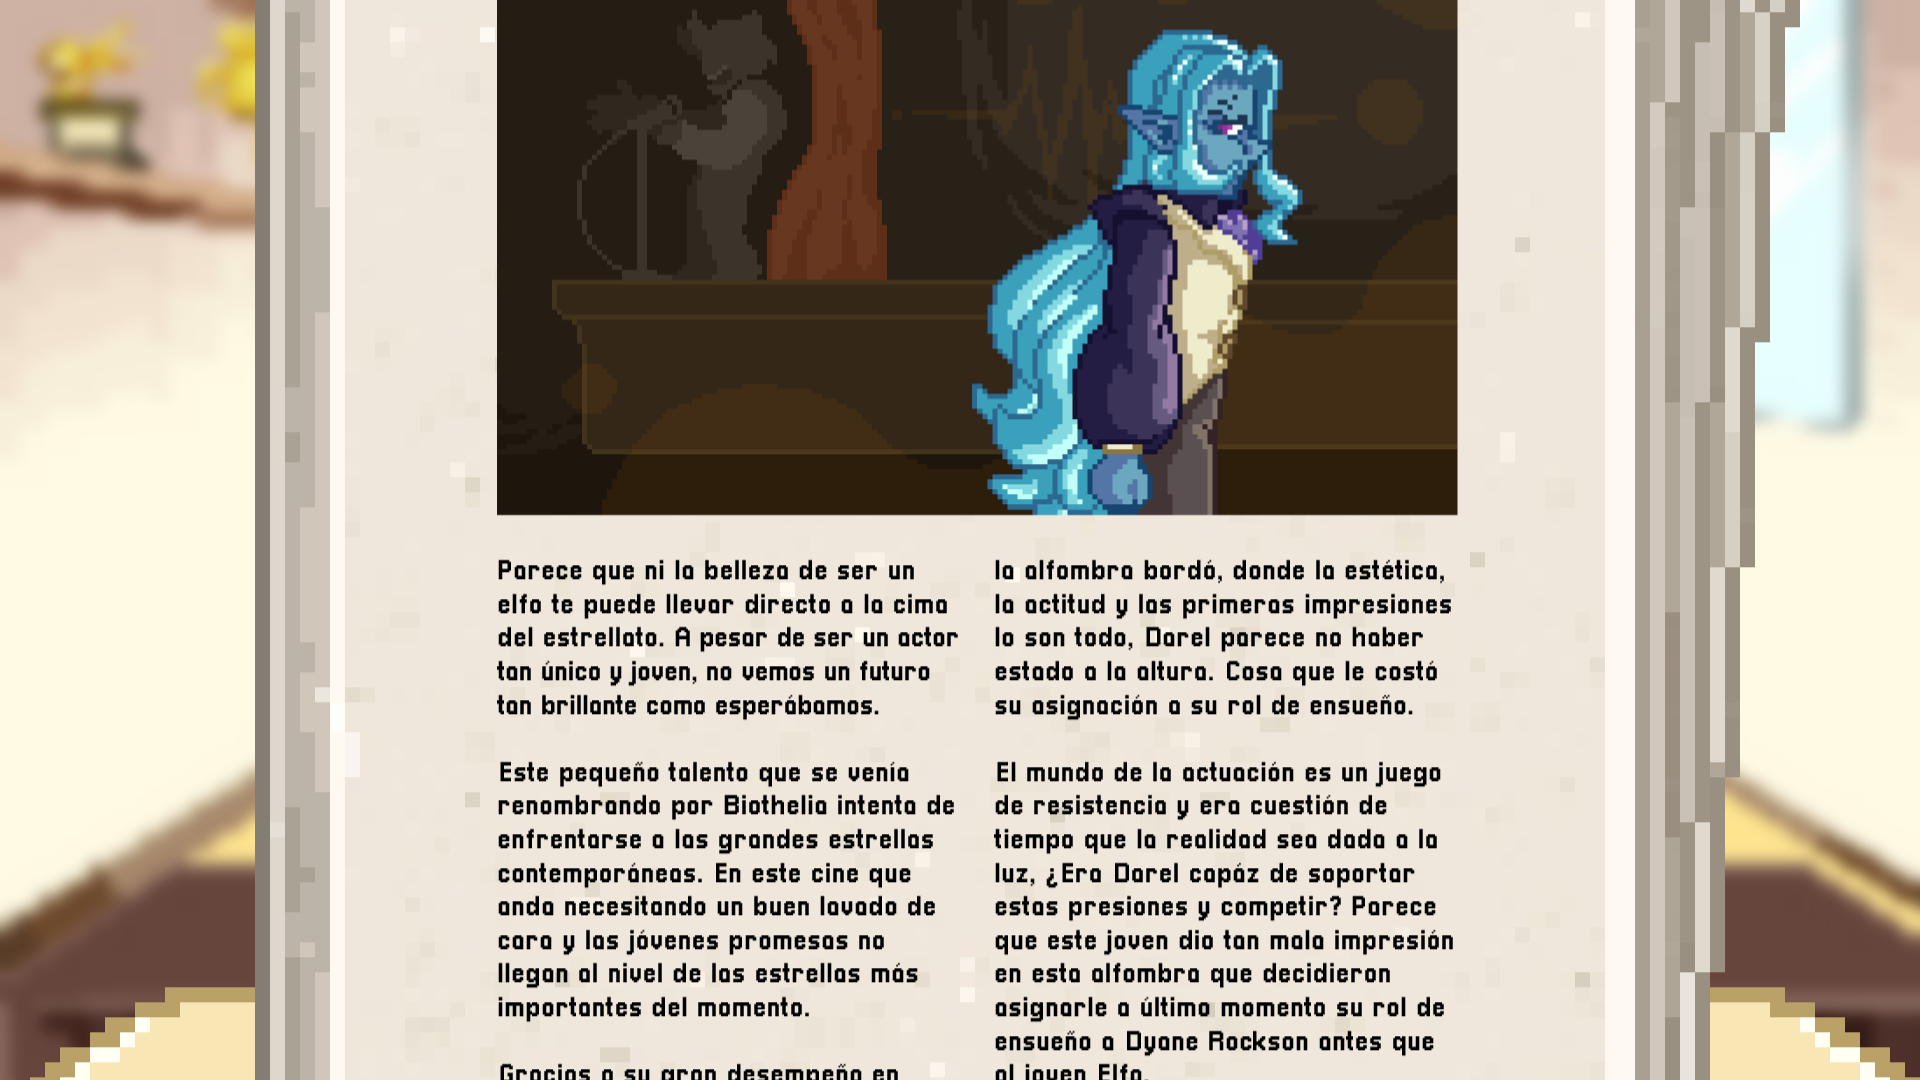 Parece que ni la belleza de ser un
elfo te puede llevar directo a la cima
del estrellato. A pesar de ser un actor
tan único y joven, no vemos un futuro
tan brillante como esperábamos.
Este pequeño talento que se venía
renombrando por Biothelia intenta de
enfrentarse a las grandes estrellas
contemporáneas. En este cine que
anda necesitando un buen lavado de
cara y las jóvenes promesas no
llegan al nivel de las estrellas más
importantes del momento.
Gracias a su gran desempeño en
la alfombra bordó, donde la estética,
la actitud y las primeras impresiones
lo son todo, Darel parece no haber
estado a la altura. Cosa que le costó
su asignación a su rol de ensueño.
El mundo de la actuación es un juego
de resistencia y era cuestión de
tiempo que la realidad sea dada a la
luz, ¿Era Darel capáz de soportar
estas presiones y competir? Parece
que este joven dio tan mala impresión
en esta alfombra que decidieron
asignarle a último momento su rol de
ensueño a Dyane Rockson antes que
al joven Elfo.